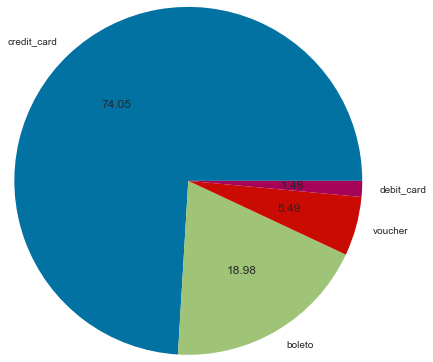 credit_card
74.05
1.48
debit_card
5.49
voucher
18.98
boleto